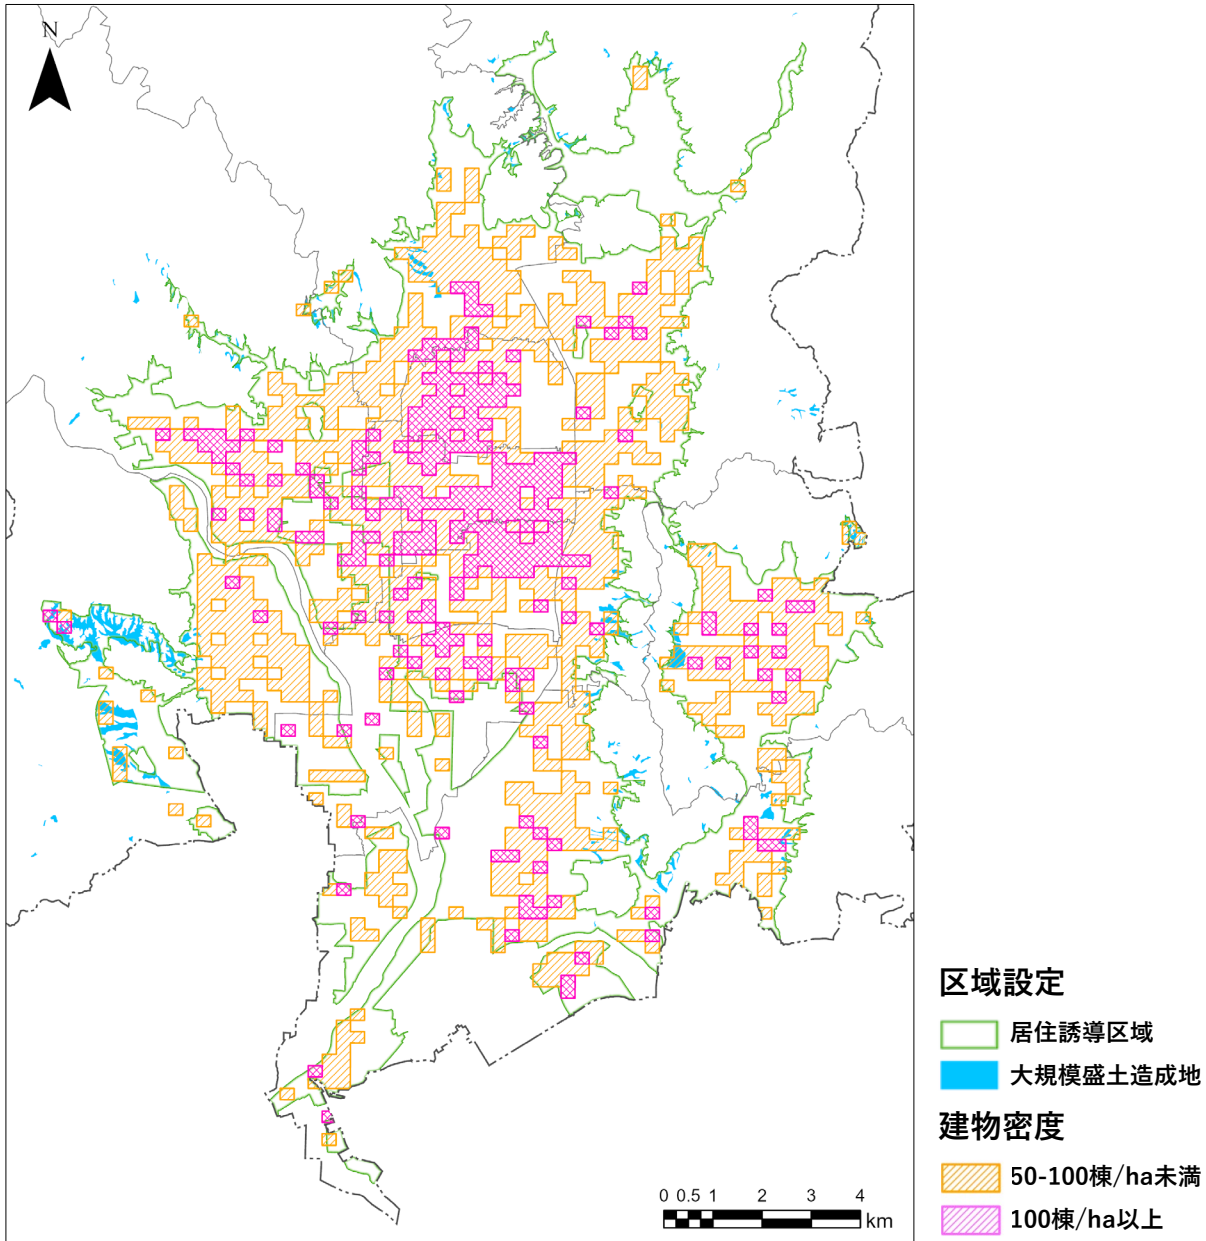 N
区域設定
居住誘導区域
大規模盛土造成地
建物密度
50-100棟/ha未満
100棟/ha以上
0 0.5 1 2 3 4
km